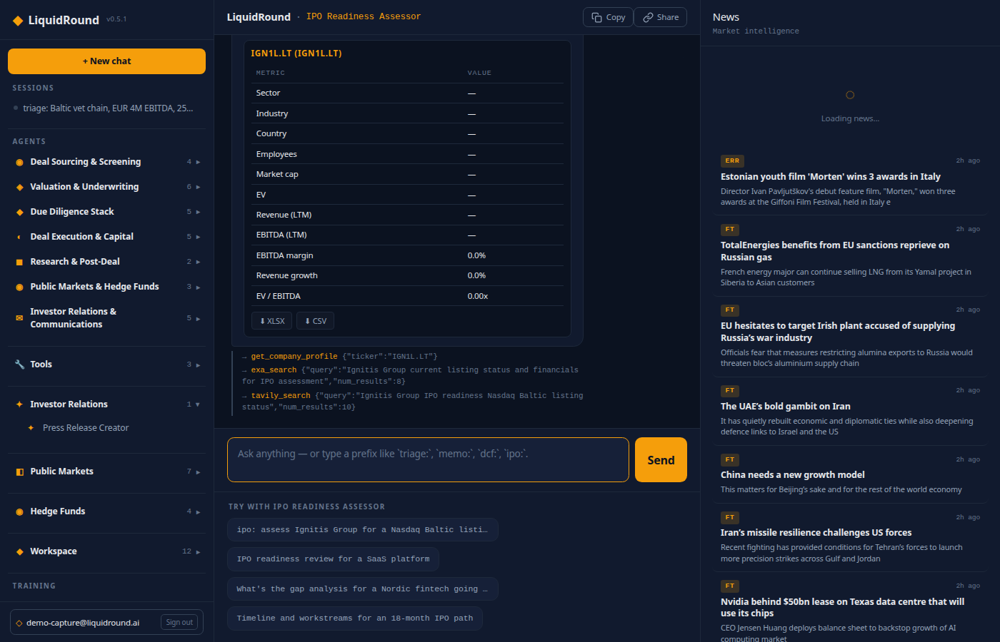 LiquidRound v0.5.1
+ New chat
SESSIONS
triage: Baltic vet chain, EUR 4M EBITDA, 25...
AGENTS
Deal Sourcing & Screening 4
Valuation & Underwriting 6
Due Diligence Stack 5
Deal Execution & Capital 5
Research & Post-Deal 2
Public Markets & Hedge Funds 3
Investor Relations &
Communications 5
Tools 3
Investor Relations 1
Press Release Creator
Public Markets 7
Hedge Funds 4
Workspace 12
TRAINING
demo-capture@liquidround.ai Sign out
LiquidRound · IPO Readiness Assessor
Copy Share
IGN1L.LT (IGN1L.LT)
METRIC VALUE
Sector —
Industry —
Country —
Employees —
Market cap —
EV —
Revenue (LTM) —
EBITDA (LTM) —
EBITDA margin 0.0%
Revenue growth 0.0%
EV / EBITDA 0.00x
⬇ XLSX ⬇ CSV
→ get_company_profile {"ticker":"IGN1L.LT"}
→ exa_search {"query":"Ignitis Group current listing status and financials
for IPO assessment","num_results":8}
→ tavily_search {"query":"Ignitis Group IPO readiness Nasdaq Baltic listing
status","num_results":10}
Ask anything — or type a prefix like `triage:`, `memo:`, `dcf:`, `ipo:`.
Send
TRY WITH IPO READINESS ASSESSOR
ipo: assess Ignitis Group for a Nasdaq Baltic listi…
IPO readiness review for a SaaS platform
What's the gap analysis for a Nordic fintech going …
Timeline and workstreams for an 18-month IPO path
News
Market intelligence
Loading news...
ERR 2h ago
Estonian youth film 'Morten' wins 3 awards in Italy
Director Ivan Pavljutškov's debut feature film, "Morten," won three
awards at the Giffoni Film Festival, held in Italy e
FT 2h ago
TotalEnergies benefits from EU sanctions reprieve on
Russian gas
French energy major can continue selling LNG from its Yamal project in
Siberia to Asian customers
FT 2h ago
EU hesitates to target Irish plant accused of supplying
Russia’s war industry
Officials fear that measures restricting alumina exports to Russia would
threaten bloc’s aluminium supply chain
FT 2h ago
The UAE’s bold gambit on Iran
It has quietly rebuilt economic and diplomatic ties while also deepening
defence links to Israel and the US
FT 2h ago
China needs a new growth model
This matters for Beijing’s sake and for the rest of the world economy
FT 2h ago
Iran’s missile resilience challenges US forces
Recent fighting has provided conditions for Tehran’s forces to launch
more precision strikes across Gulf and Jordan
FT 2h ago
Nvidia behind $50bn lease on Texas data centre that will
use its chips
CEO Jensen Huang deploys balance sheet to backstop growth of AI
computing market